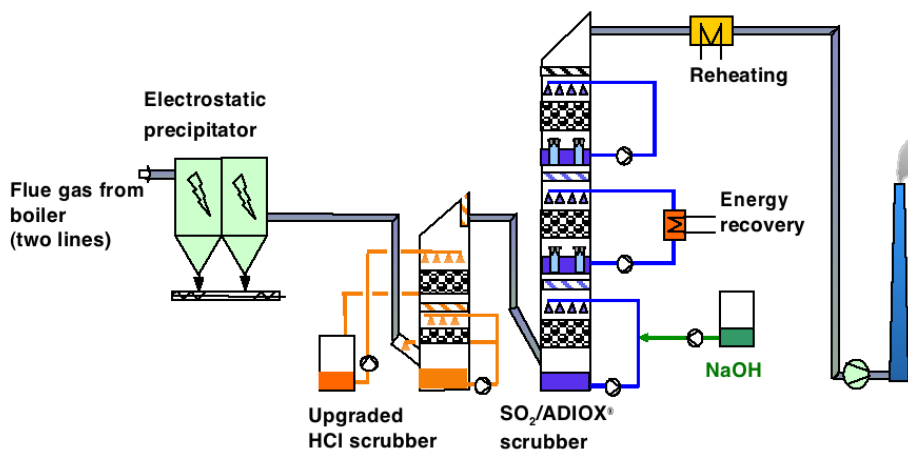 Electrostatic
precipitator
Flue gas from
boiler
(two lines)
Upgraded
HCl scrubber
SO₂/ADIOX®
scrubber
Reheating
Energy
recovery
NaOH